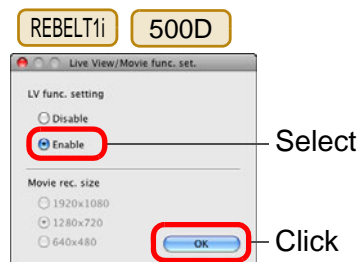 REBELT1i 500D
Live View/Movie func. set.
LV func. setting
Disable
Enable
Select
Movie rec. size
1920x1080
1280x720
640x480
OK
Click